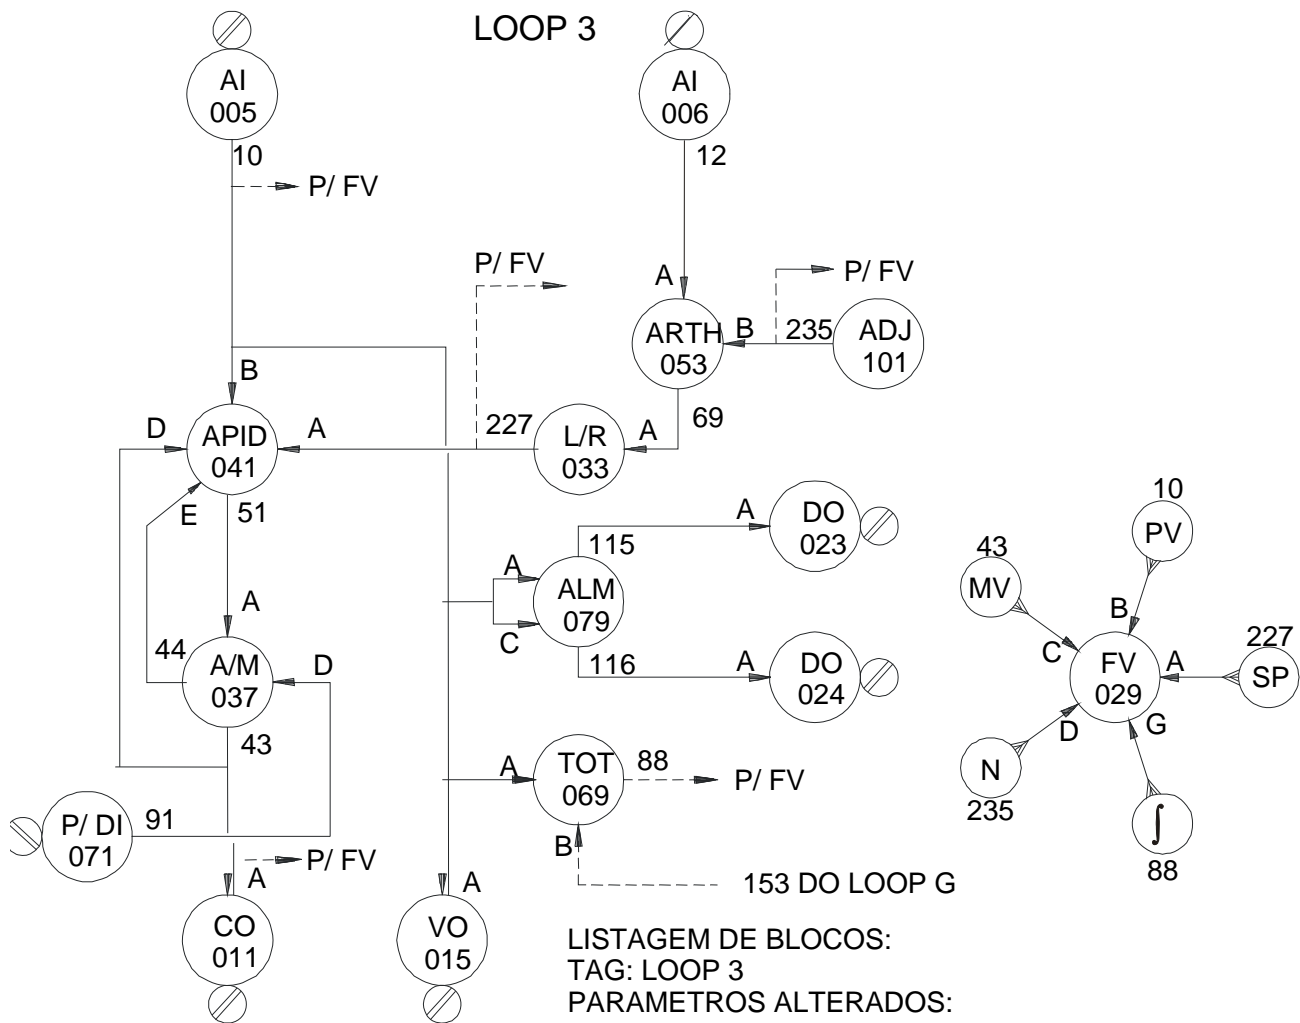 LOOP 3
AI
005
AI
006
10
12
P/ FV
P/ FV
P/ FV
A
ARTH
053
B
235
ADJ
101
B
D
APID
041
A
227
L/R
033
A
69
E
51
A
115
DO
023
A
ALM
079
C
A
44
A/M
037
D
116
A
DO
024
43
A
TOT
069
88
P/ FV
P/ DI
071
91
B
P/ FV
A
A
153 DO LOOP G
CO
011
VO
015
10
PV
43
MV
B
C
FV
029
A
227
SP
D
G
N
235
∫
88
LISTAGEM DE BLOCOS:
TAG: LOOP 3
PARAMETROS ALTERADOS: